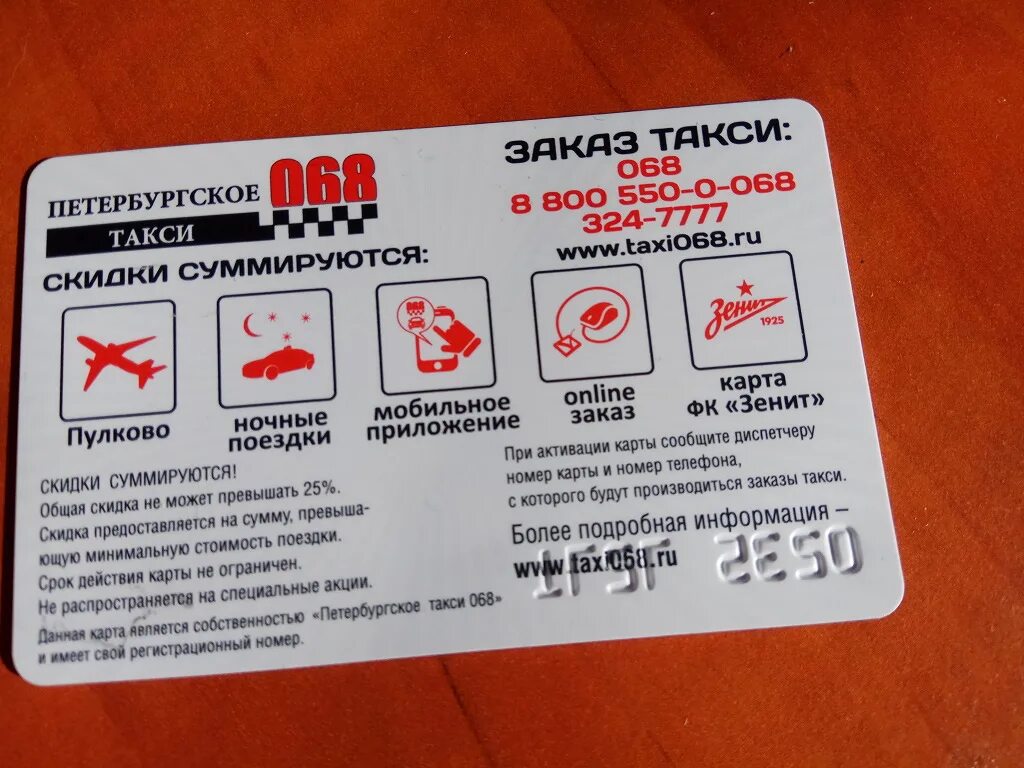 ПЕТЕРБУРГСКОЕ 068
ТАКСИ
ЗАКАЗ ТАКСИ:
068
8 800 550-0-068
324-7777
www.taxi068.ru
СКИДКИ СУММИРУЮТСЯ:
068
Зенит
1925
Пулково
ночные
поездки
мобильное
приложение
online
заказ
карта
ФК «Зенит»
СКИДКИ СУММИРУЮТСЯ!
Общая скидка не может превышать 25%.
Скидка предоставляется на сумму, превыша-
ющую минимальную стоимость поездки.
Срок действия карты не ограничен.
Не распространяется на специальные акции.
Данная карта является собственностью «Петербургское такси 068»
и имеет свой регистрационный номер.
При активации карты сообщите диспетчеру
номер карты и номер телефона,
с которого будут производиться заказы такси.
Более подробная информация –
www.taxi068.ru